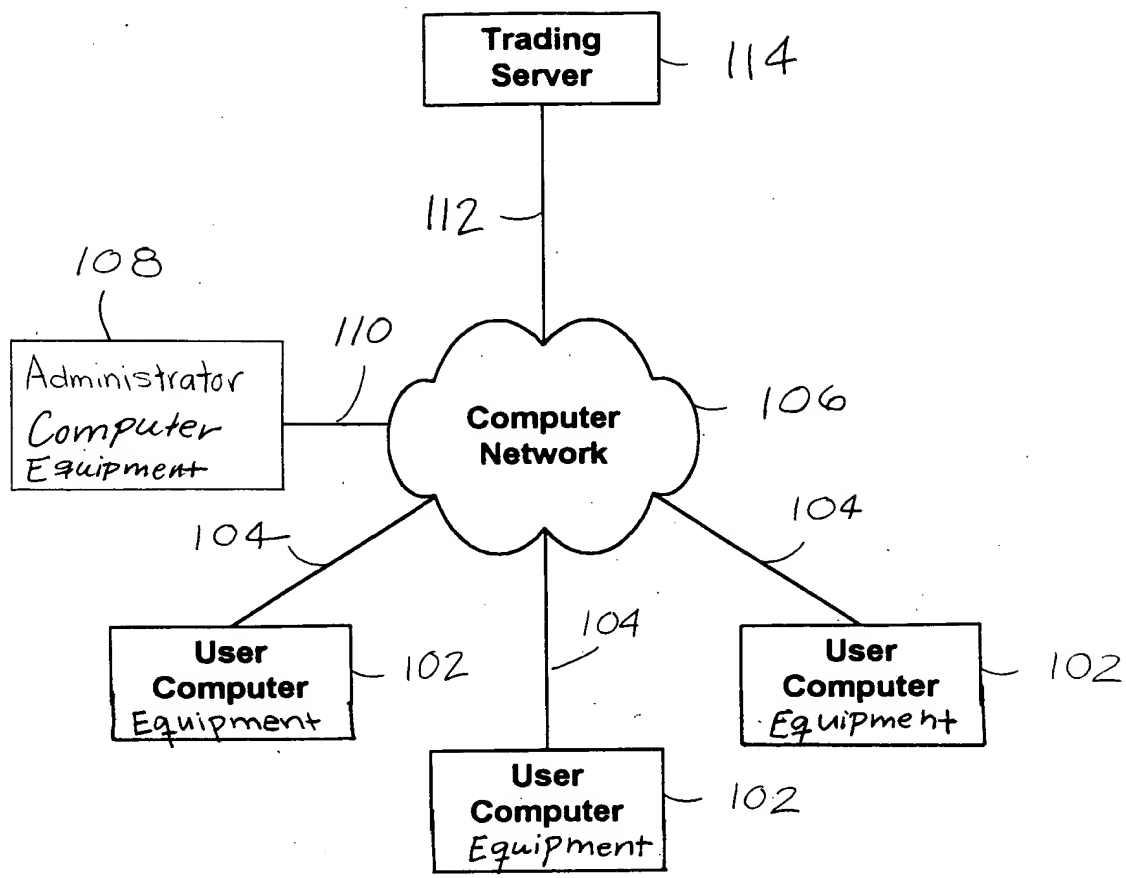 Trading
Server
114
112
108
110
Administrator
Computer
Equipment
Computer
Network
106
104
104
104
User
Computer
Equipment
102
User
Computer
Equipment
102
User
Computer
Equipment
102